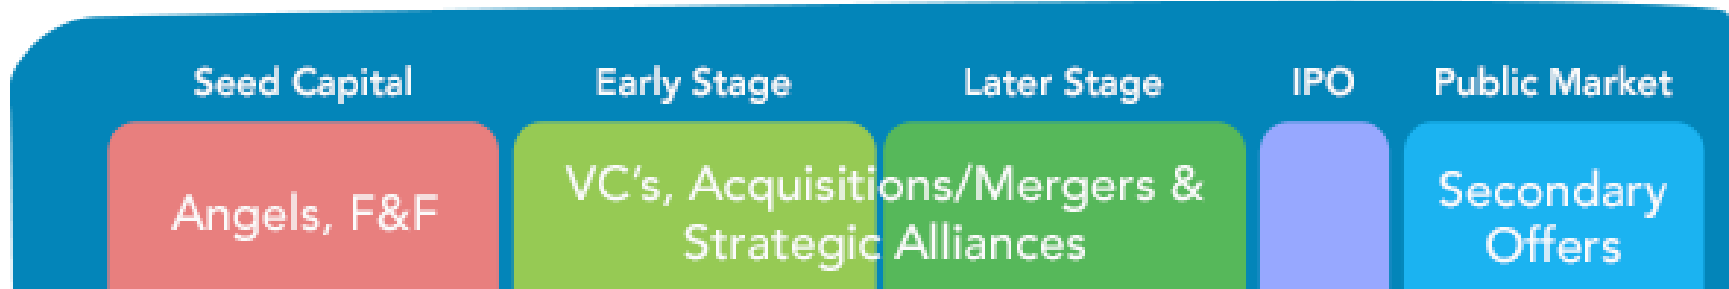 Seed Capital
Early Stage
Later Stage
IPO
Public Market
Angels, F&F
VC's, Acquisitions/Mergers &
Strategic Alliances
Secondary
Offers